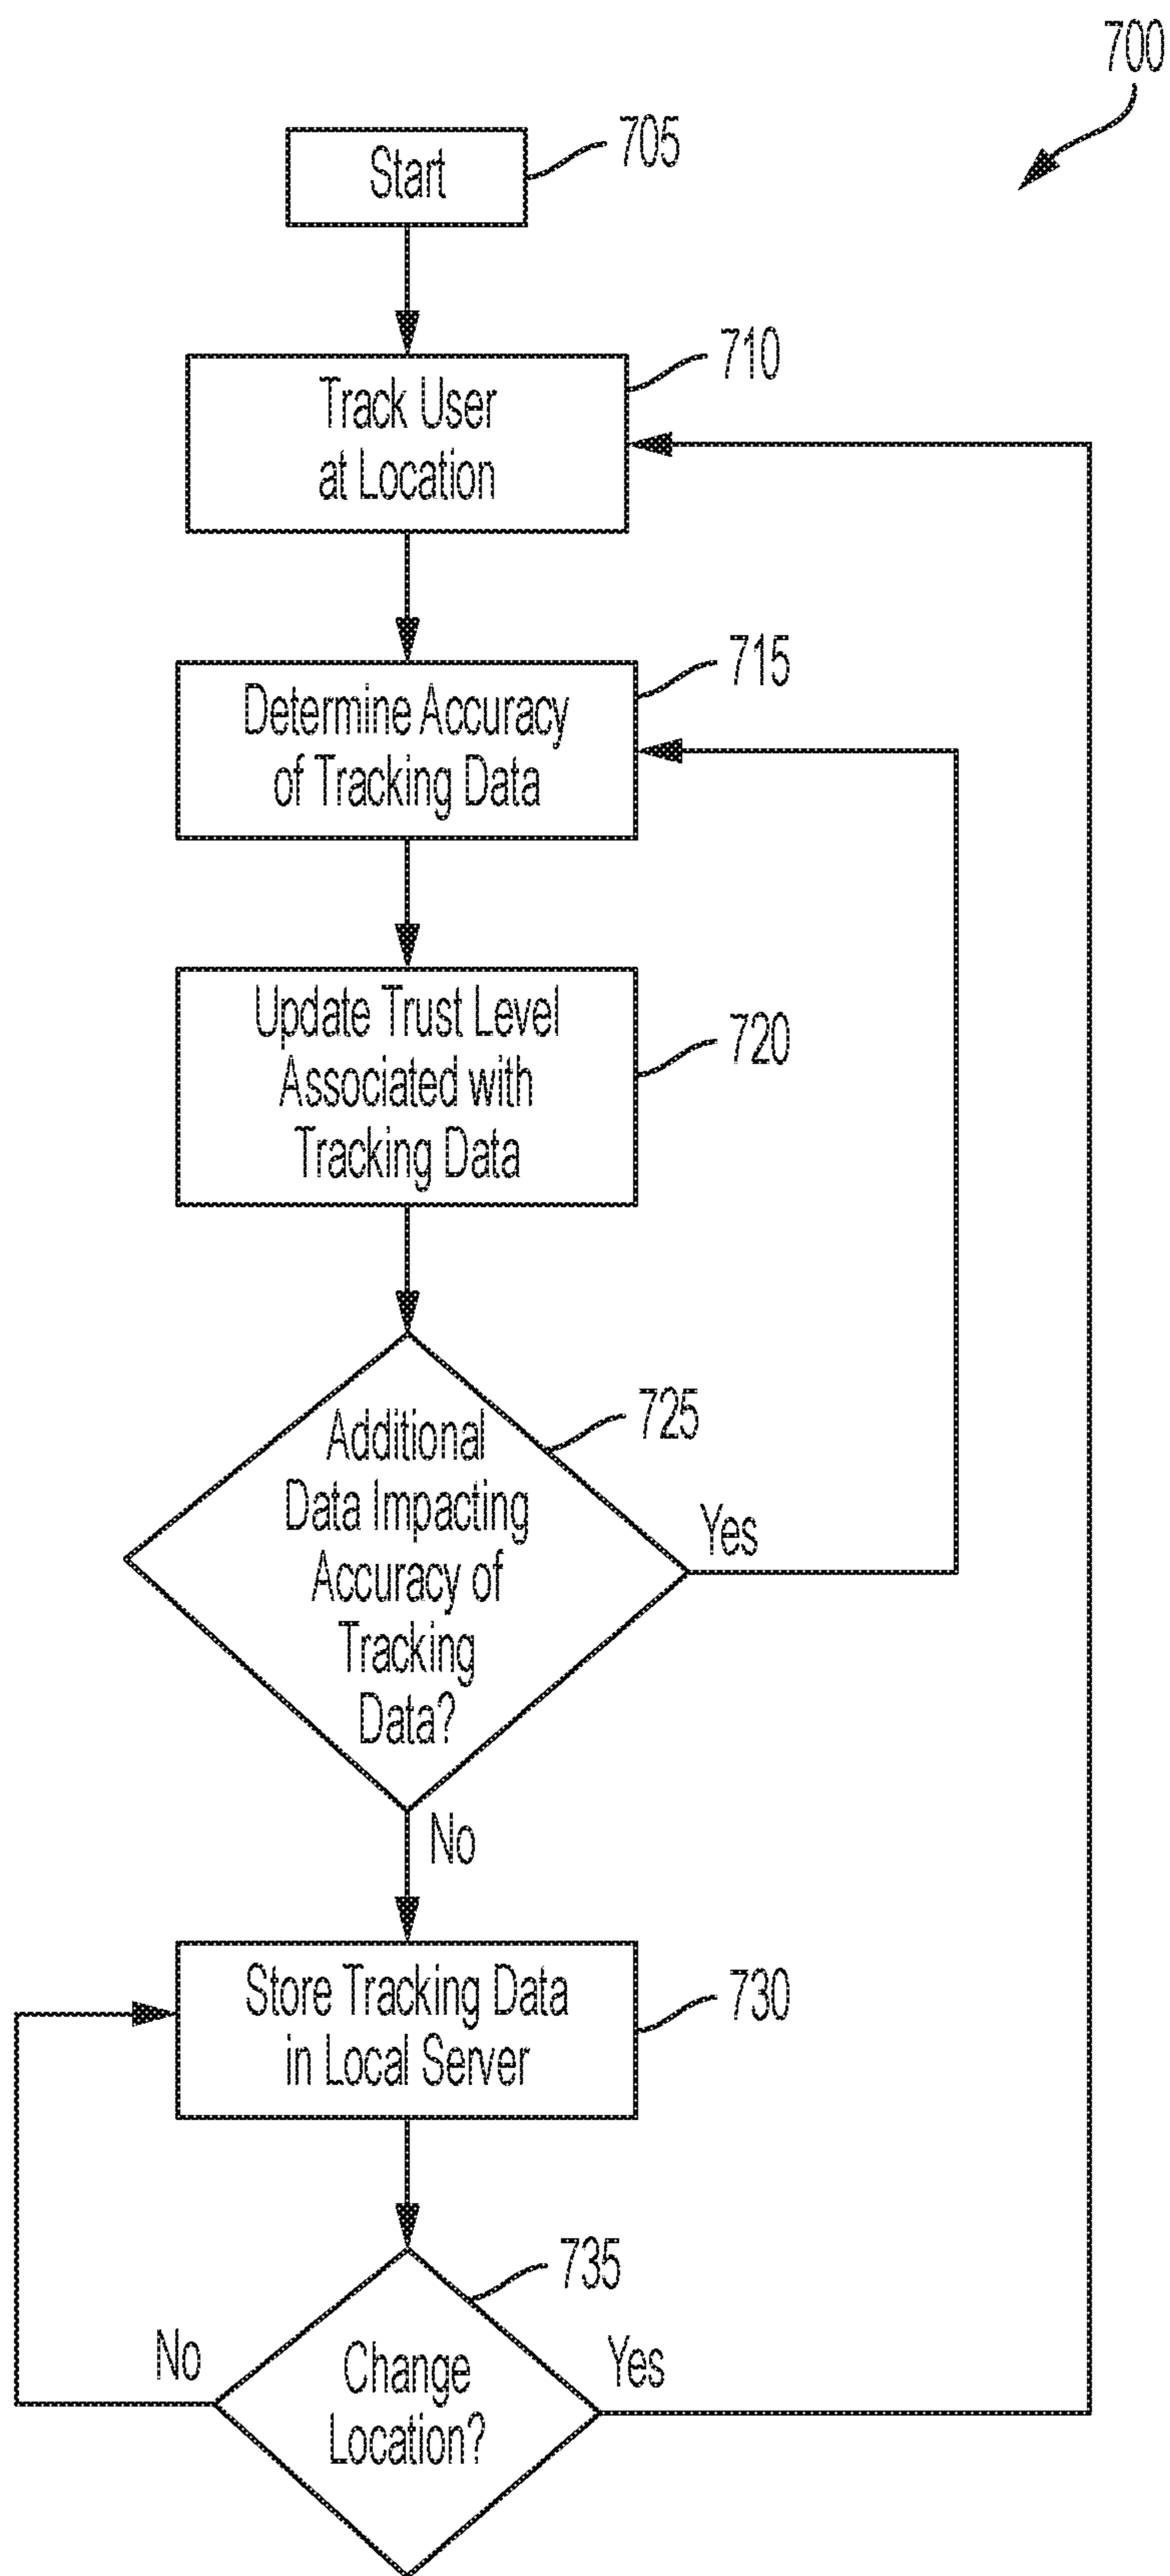 700
Start
705
Track User
at Location
710
Determine Accuracy
of Tracking Data
715
Update Trust Level
Associated with
Tracking Data
720
Additional
Data Impacting
Accuracy of
Tracking
Data?
725
Yes
No
Store Tracking Data
in Local Server
730
Change
Location?
735
No
Yes